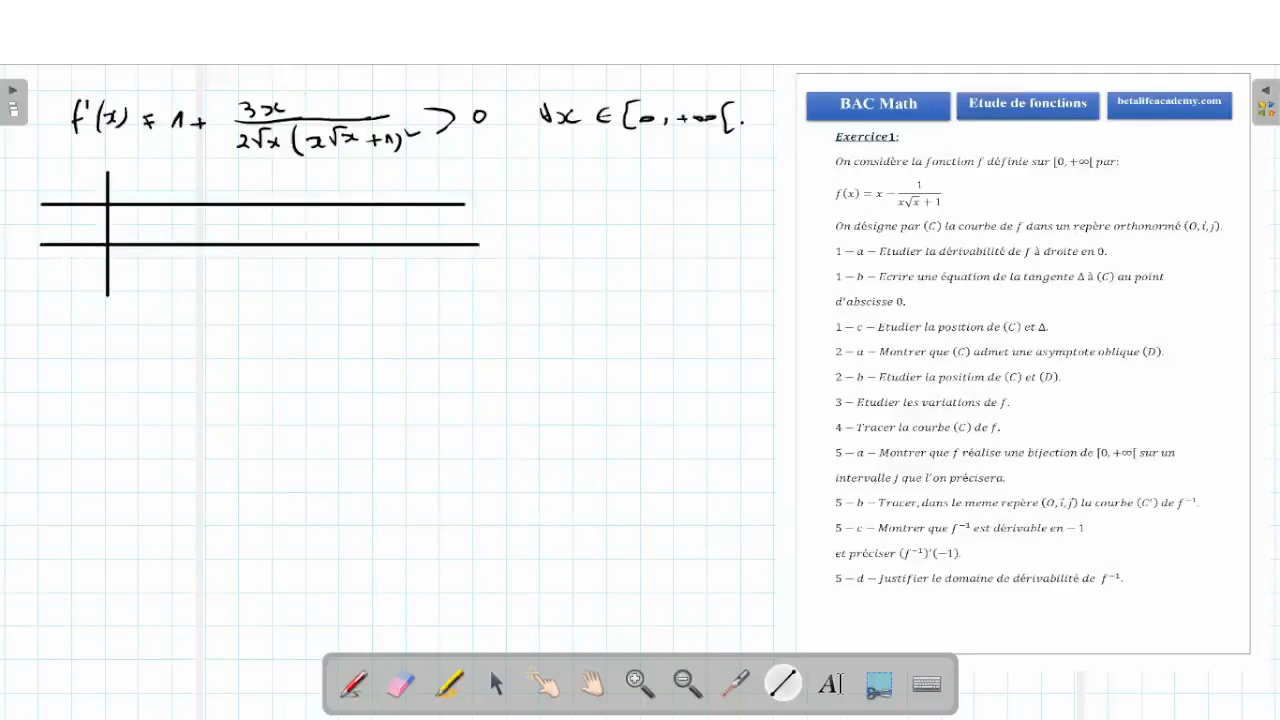 f'(x) = 1 + 3x / 2√x (x√x + 1)² > 0 ∀x ∈ [0, +∞[.
BAC Math
Etude de fonctions
betalifeacademy.com
Exercice1:
On considère la fonction f définie sur [0, +∞[ par:
f(x) = x − 1 / x√x + 1
On désigne par (C) la courbe de f dans un repère orthonormé (O, i, j).
1 − a − Etudier la dérivabilité de f à droite en 0.
1 − b − Ecrire une équation de la tangente Δ à (C) au point
d'abscisse 0.
1 − c − Etudier la position de (C) et Δ.
2 − a − Montrer que (C) admet une asymptote oblique (D).
2 − b − Etudier la position de (C) et (D).
3 − Etudier les variations de f.
4 − Tracer la courbe (C) de f.
5 − a − Montrer que f réalise une bijection de [0, +∞[ sur un
intervalle j que l'on précisera.
5 − b − Tracer, dans le meme repère (O, i⃗, j⃗) la courbe (C') de f⁻¹.
5 − c − Montrer que f⁻¹ est dérivable en − 1
et préciser (f⁻¹)'(−1).
5 − d − Justifier le domaine de dérivabilité de f⁻¹.
A